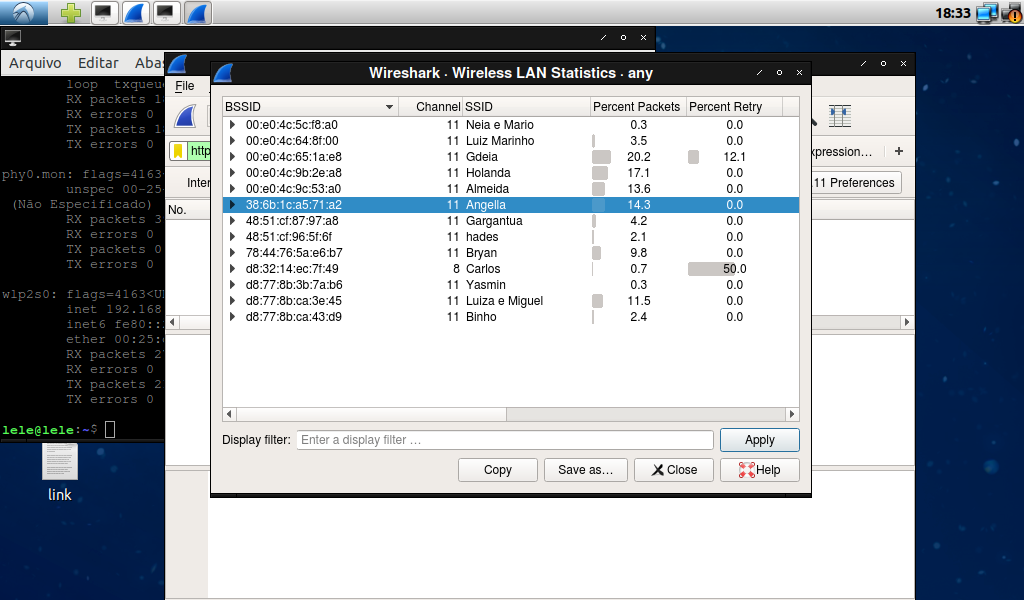 18:33
Arquivo Editar Aba
File
Wireshark · Wireless LAN Statistics · any
loop txqueue
RX packets 18
RX errors 0
TX packets 18
TX errors 0
phy0.mon: flags=4163<
unspec 00-25-
(Não Especificado)
RX packets 3
RX errors 0
TX packets 0
TX errors 0
wlp2s0: flags=4163<U
inet 192.168
inet6 fe80::
ether 00:25:
RX packets 2
RX errors 0
TX packets 2
TX errors 0
lele@lele:~$
link
http
Inter
No.
xpression… +
.11 Preferences
BSSID Channel SSID Percent Packets Percent Retry
00:e0:4c:5c:f8:a0 11 Neia e Mario 0.3 0.0
00:e0:4c:64:8f:00 11 Luiz Marinho 3.5 0.0
00:e0:4c:65:1a:e8 11 Gdeia 20.2 12.1
00:e0:4c:9b:2e:a8 11 Holanda 17.1 0.0
00:e0:4c:9c:53:a0 11 Almeida 13.6 0.0
38:6b:1c:a5:71:a2 11 Angella 14.3 0.0
48:51:cf:87:97:a8 11 Gargantua 4.2 0.0
48:51:cf:96:5f:6f 11 hades 2.1 0.0
78:44:76:5a:e6:b7 11 Bryan 9.8 0.0
d8:32:14:ec:7f:49 8 Carlos 0.7 50.0
d8:77:8b:3b:7a:b6 11 Yasmin 0.3 0.0
d8:77:8b:ca:3e:45 11 Luiza e Miguel 11.5 0.0
d8:77:8b:ca:43:d9 11 Binho 2.4 0.0
Display filter: Enter a display filter … Apply
Copy Save as… Close Help